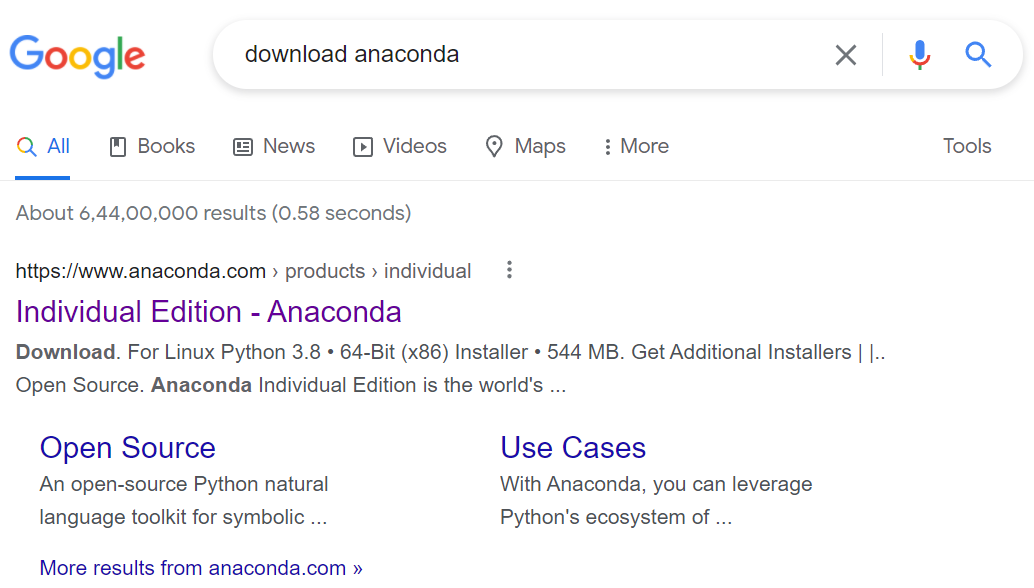 Google
download anaconda
All Books News Videos Maps More Tools
About 6,44,00,000 results (0.58 seconds)
https://www.anaconda.com › products › individual
Individual Edition - Anaconda
Download. For Linux Python 3.8 • 64-Bit (x86) Installer • 544 MB. Get Additional Installers | |..
Open Source. Anaconda Individual Edition is the world's ...
Open Source
An open-source Python natural
language toolkit for symbolic ...
Use Cases
With Anaconda, you can leverage
Python's ecosystem of ...
More results from anaconda.com »